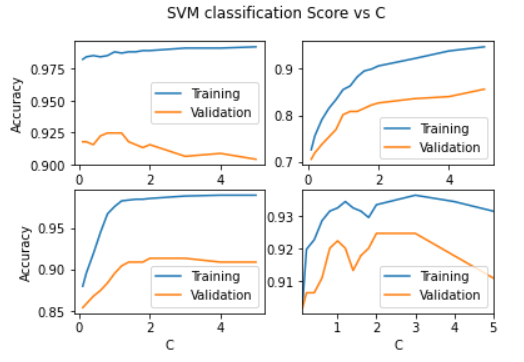 SVM classification Score vs C
Accuracy
0.975
0.950
0.925
0.900
0 2 4
Training
Validation
0.9
0.8
0.7
0 2 4
Training
Validation
Accuracy
0.95
0.90
0.85
0 2 4
C
Training
Validation
0.93
0.92
0.91
1 2 3 4 5
C
Training
Validation